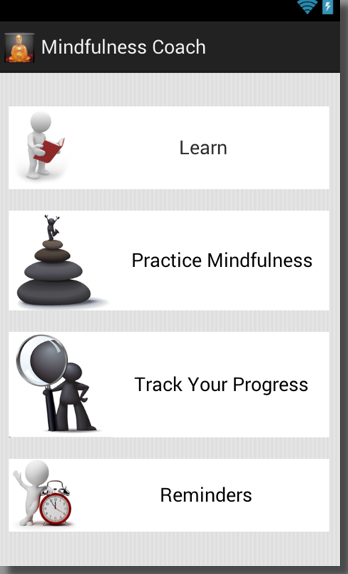 Mindfulness Coach
Learn
Practice Mindfulness
Track Your Progress
Reminders